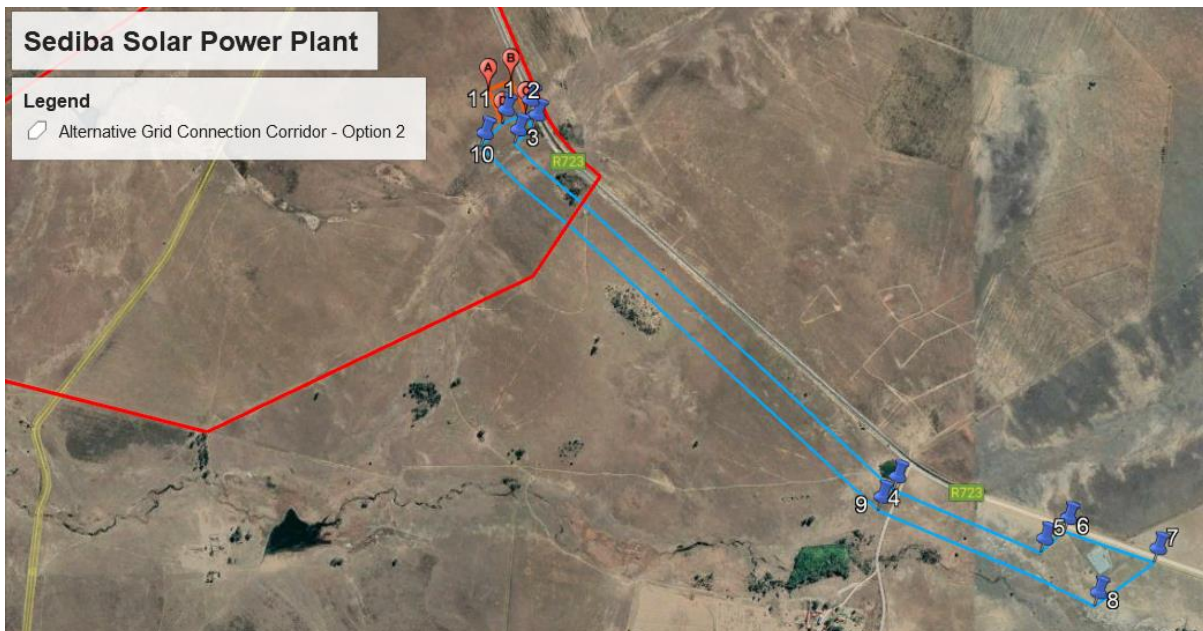 Sediba Solar Power Plant
Legend
Alternative Grid Connection Corridor - Option 2
A
B
11
1
2
3
10
R723
4
R723
9
5
6
7
8